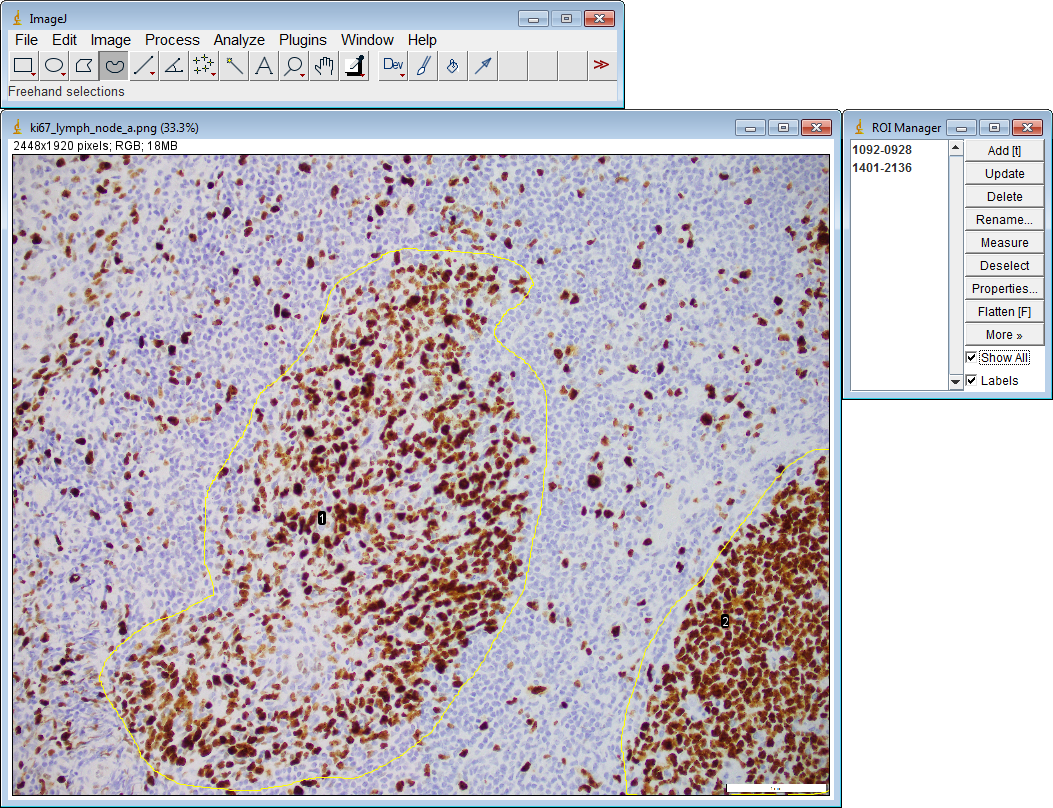 ImageJ
File Edit Image Process Analyze Plugins Window Help
Dev
Freehand selections
ki67_lymph_node_a.png (33.3%)
2448x1920 pixels; RGB; 18MB
1
2
ROI Manager
1092-0928
1401-2136
Add [t]
Update
Delete
Rename...
Measure
Deselect
Properties...
Flatten [F]
More »
Show All
Labels